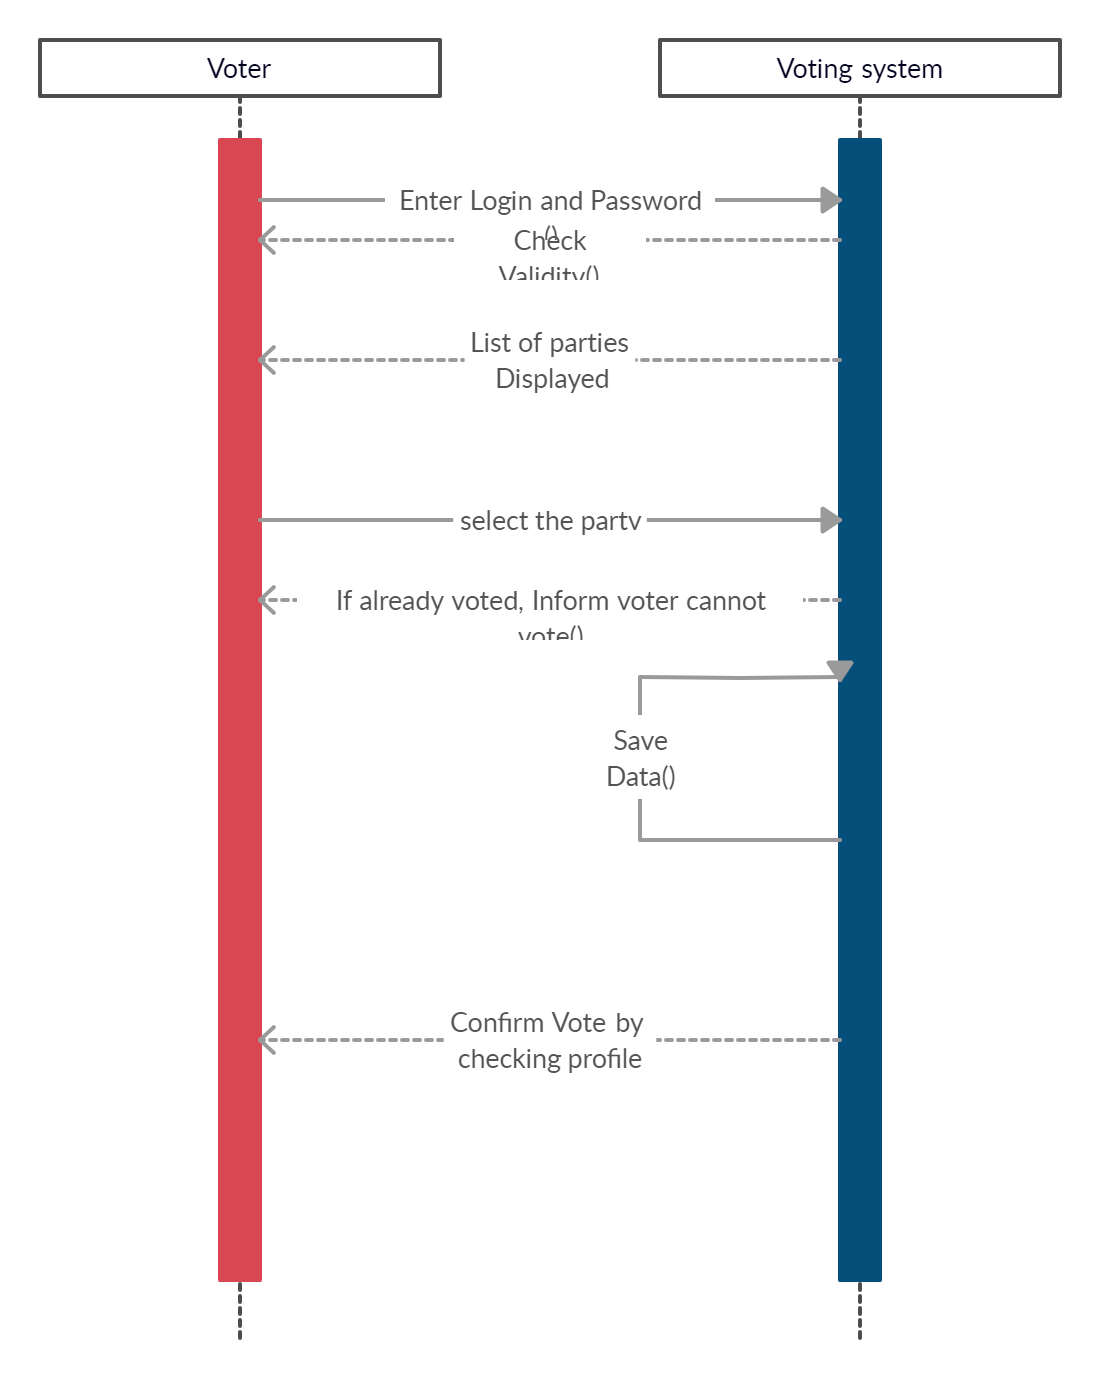 Voter
Voting system
Enter Login and Password
()
Check
Validity()
List of parties
Displayed
select the party
If already voted, Inform voter cannot
vote()
Save
Data()
Confirm Vote by
checking profile